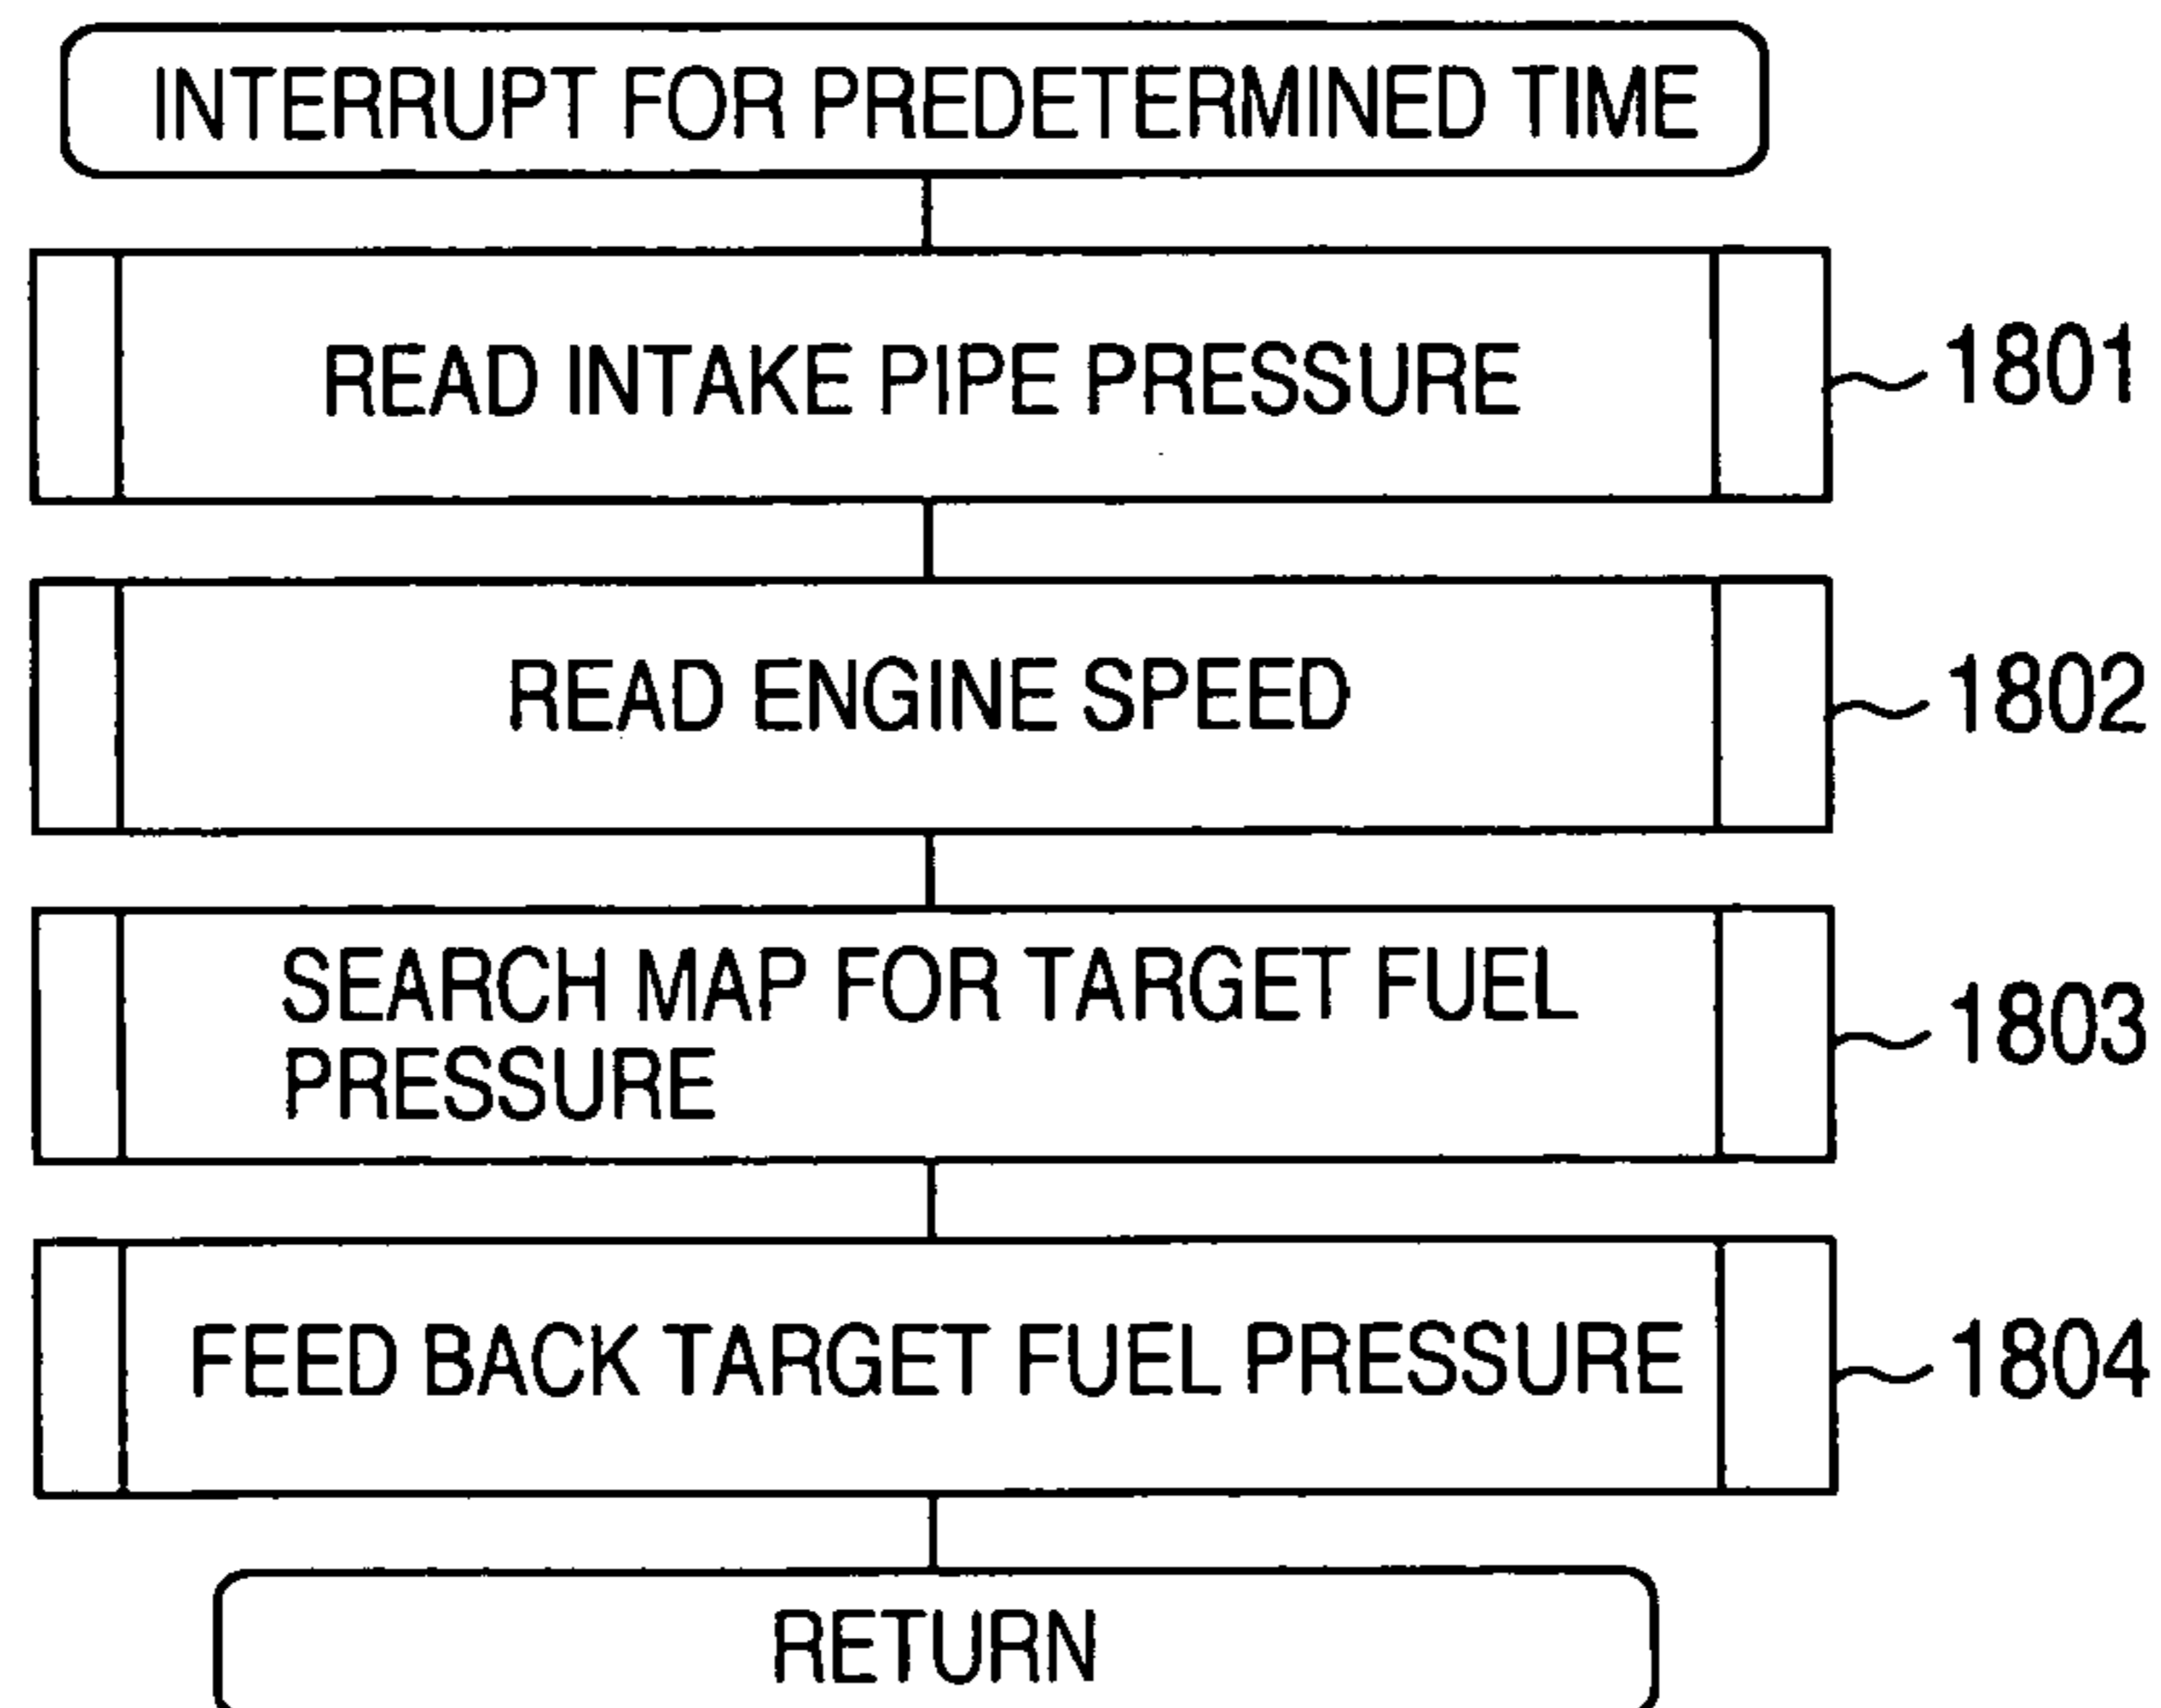 INTERRUPT FOR PREDETERMINED TIME
READ INTAKE PIPE PRESSURE
1801
READ ENGINE SPEED
1802
SEARCH MAP FOR TARGET FUEL
PRESSURE
1803
FEED BACK TARGET FUEL PRESSURE
1804
RETURN